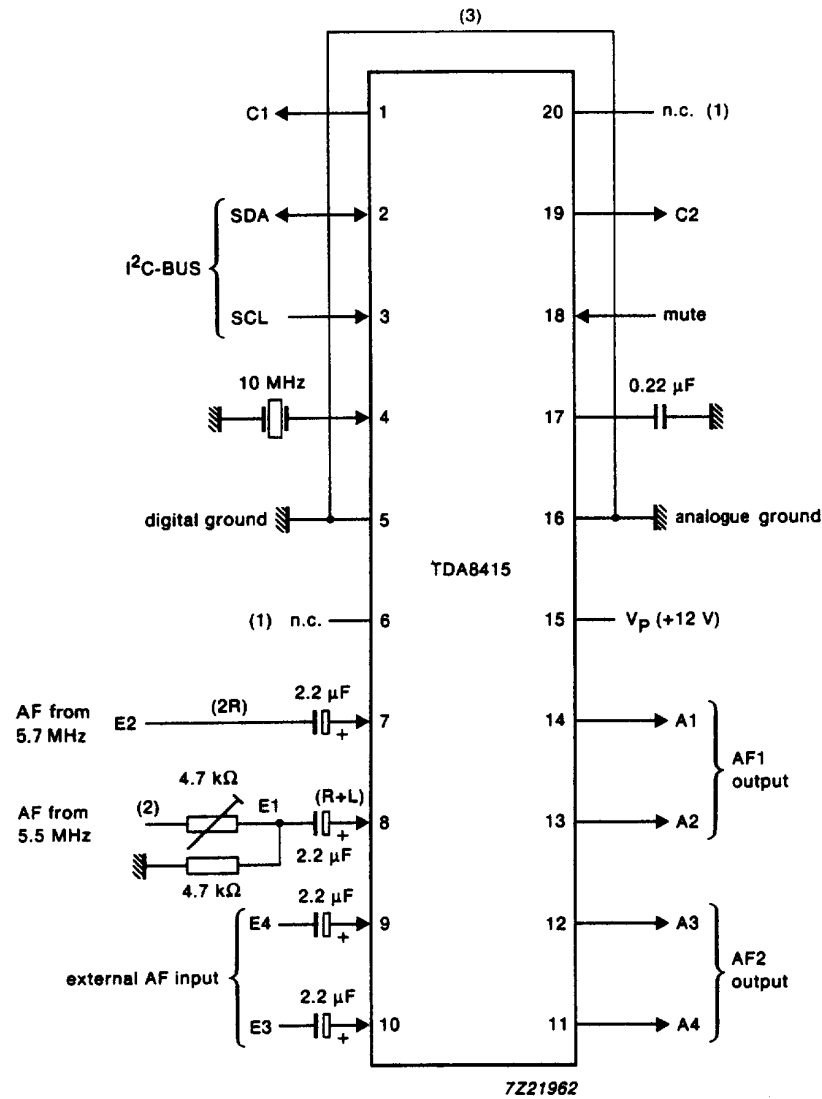 (3)
C1 1 20 n.c. (1)
SDA 2 19 C2
I²C-BUS
SCL 3 18 mute
10 MHz 0.22 µF
4 17
digital ground 5 16 analogue ground
TDA8415
(1) n.c. 6 15 Vp (+12 V)
2.2 µF
AF from 5.7 MHz E2 (2R) + 7 14 A1
AF1 output
4.7 kΩ
AF from 5.5 MHz (2) E1 (R+L) + 8 13 A2
4.7 kΩ 2.2 µF
2.2 µF
E4 + 9 12 A3
external AF input AF2 output
2.2 µF
E3 + 10 11 A4
7Z21962